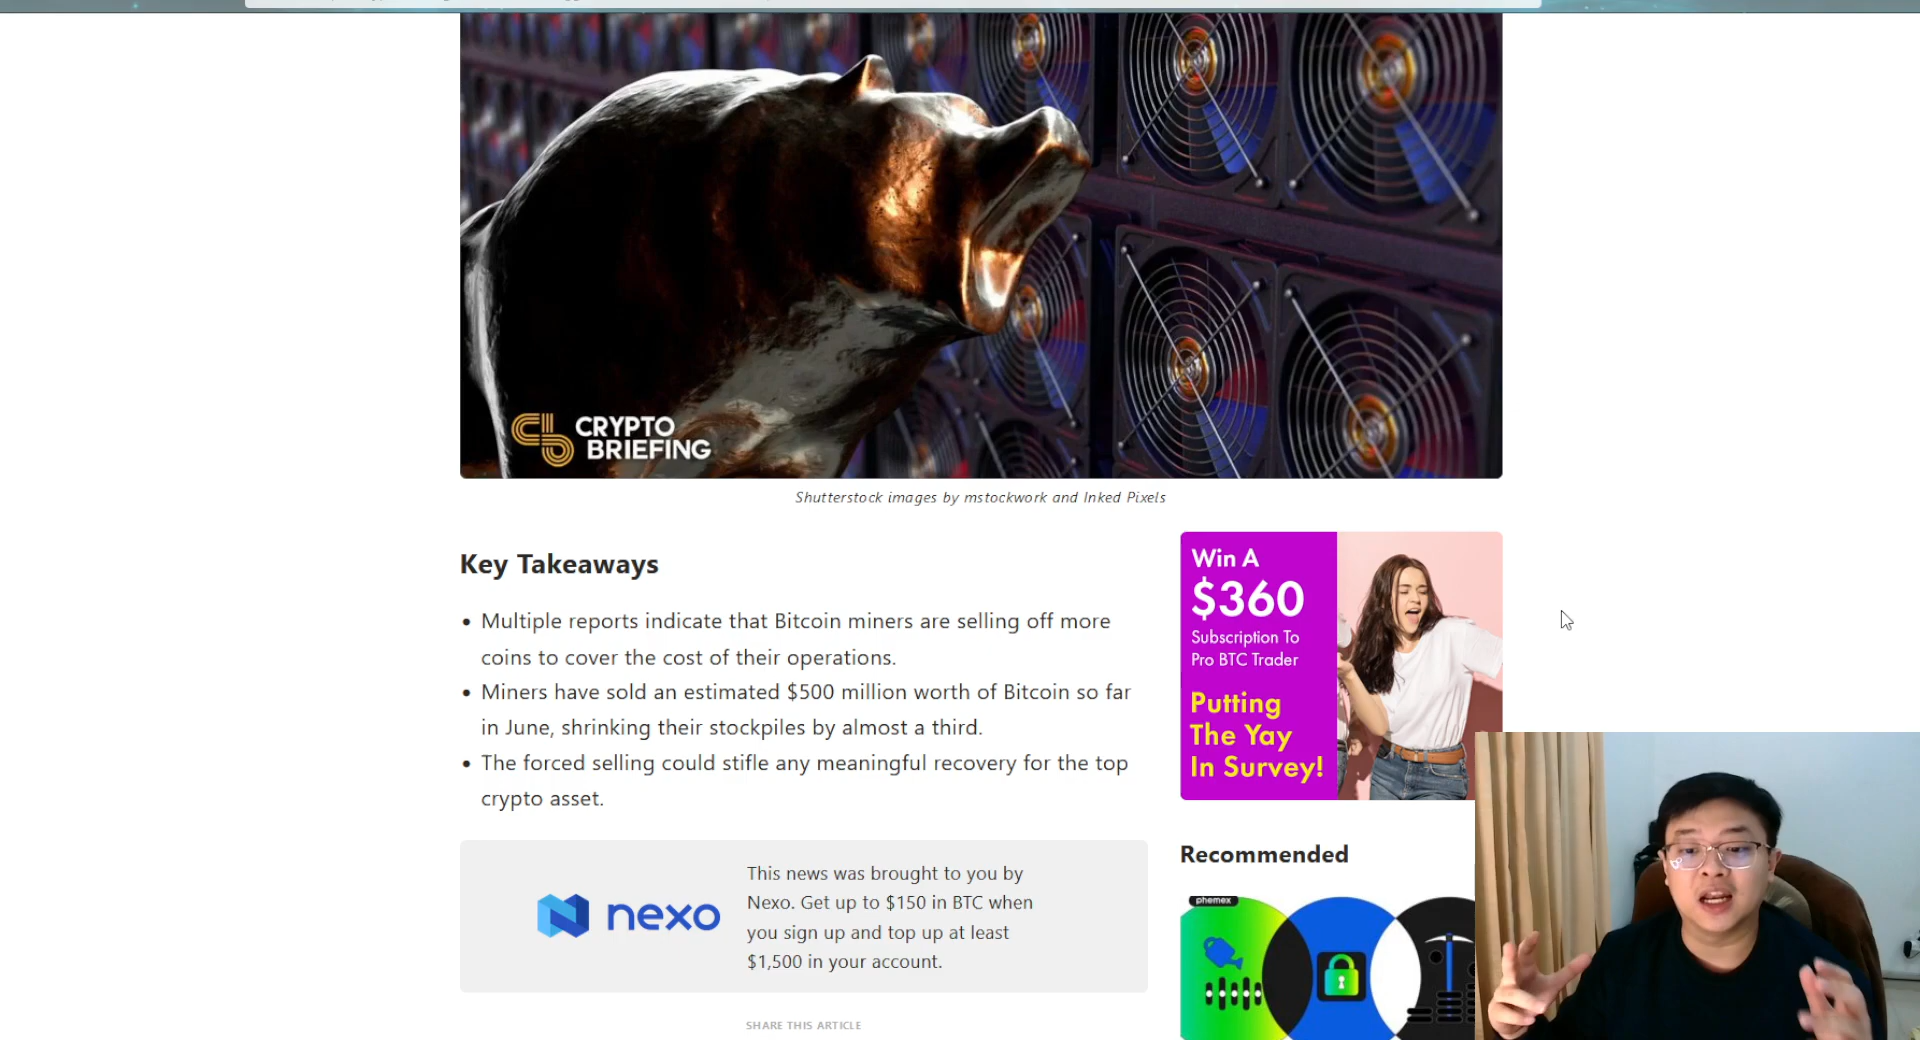 CRYPTO
BRIEFING
Shutterstock images by mstockwork and Inked Pixels
Key Takeaways
• Multiple reports indicate that Bitcoin miners are selling off more
coins to cover the cost of their operations.
• Miners have sold an estimated $500 million worth of Bitcoin so far
in June, shrinking their stockpiles by almost a third.
• The forced selling could stifle any meaningful recovery for the top
crypto asset.
nexo
This news was brought to you by
Nexo. Get up to $150 in BTC when
you sign up and top up at least
$1,500 in your account.
SHARE THIS ARTICLE
Win A
$360
Subscription To
Pro BTC Trader
Putting
The Yay
In Survey!
Recommended
phemex